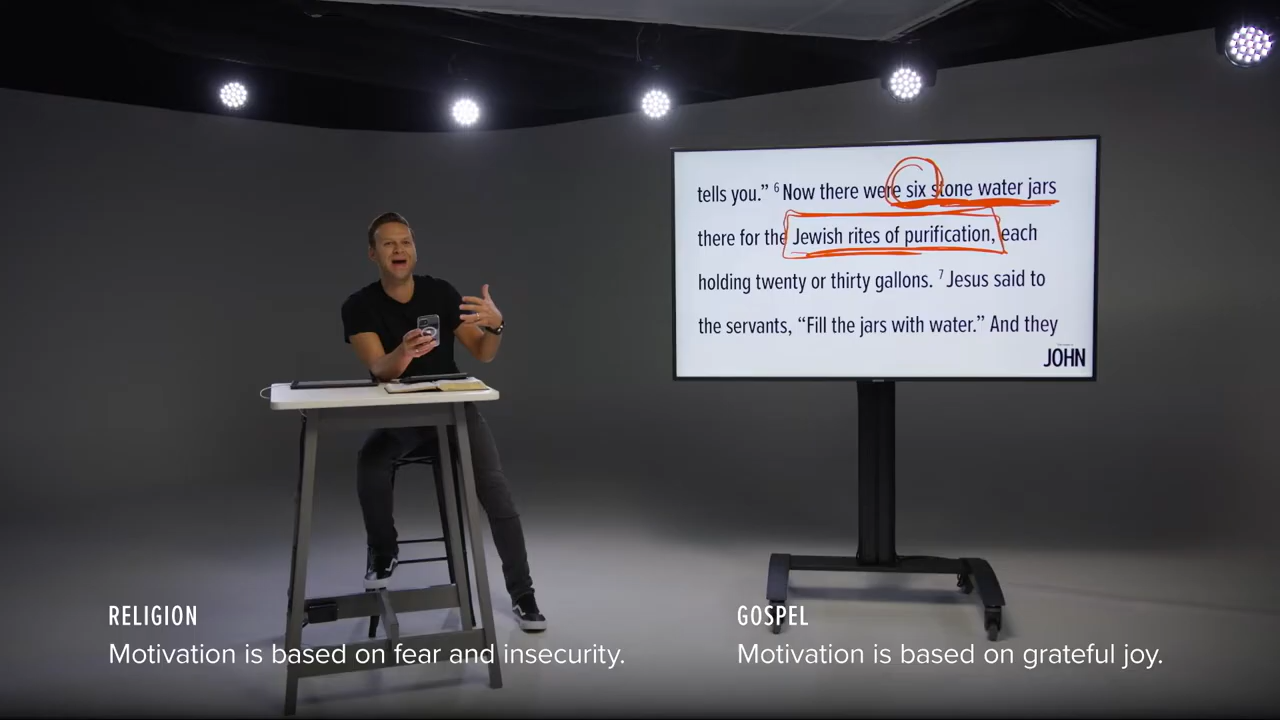 tells you.” 6 Now there were six stone water jars
there for the Jewish rites of purification, each
holding twenty or thirty gallons. 7 Jesus said to
the servants, “Fill the jars with water.” And they
JOHN
RELIGION
Motivation is based on fear and insecurity.
GOSPEL
Motivation is based on grateful joy.